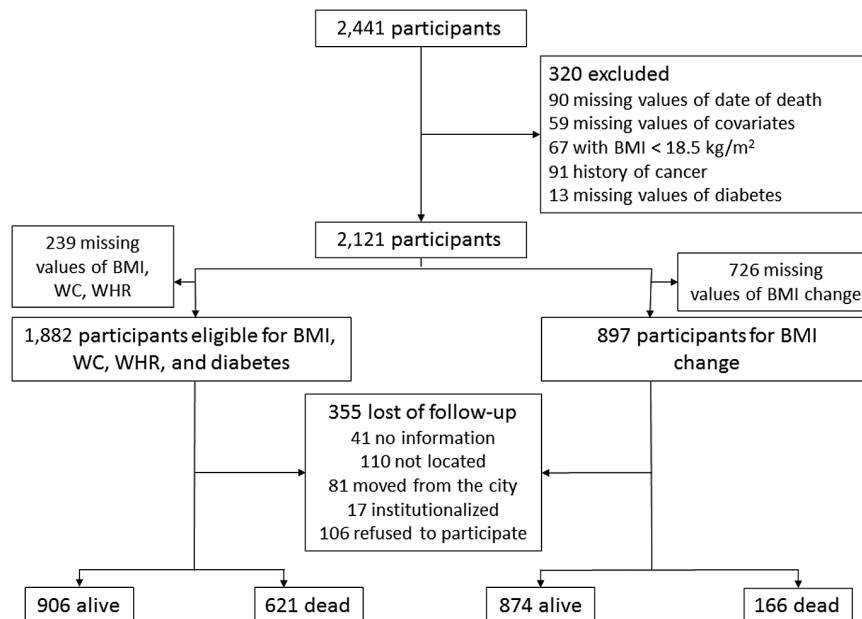 2,441 participants
320 excluded
90 missing values of date of death
59 missing values of covariates
67 with BMI < 18.5 kg/m²
91 history of cancer
13 missing values of diabetes
2,121 participants
239 missing
values of BMI,
WC, WHR
726 missing
values of BMI change
1,882 participants eligible for BMI,
WC, WHR, and diabetes
897 participants for BMI
change
355 lost of follow-up
41 no information
110 not located
81 moved from the city
17 institutionalized
106 refused to participate
906 alive
621 dead
874 alive
166 dead